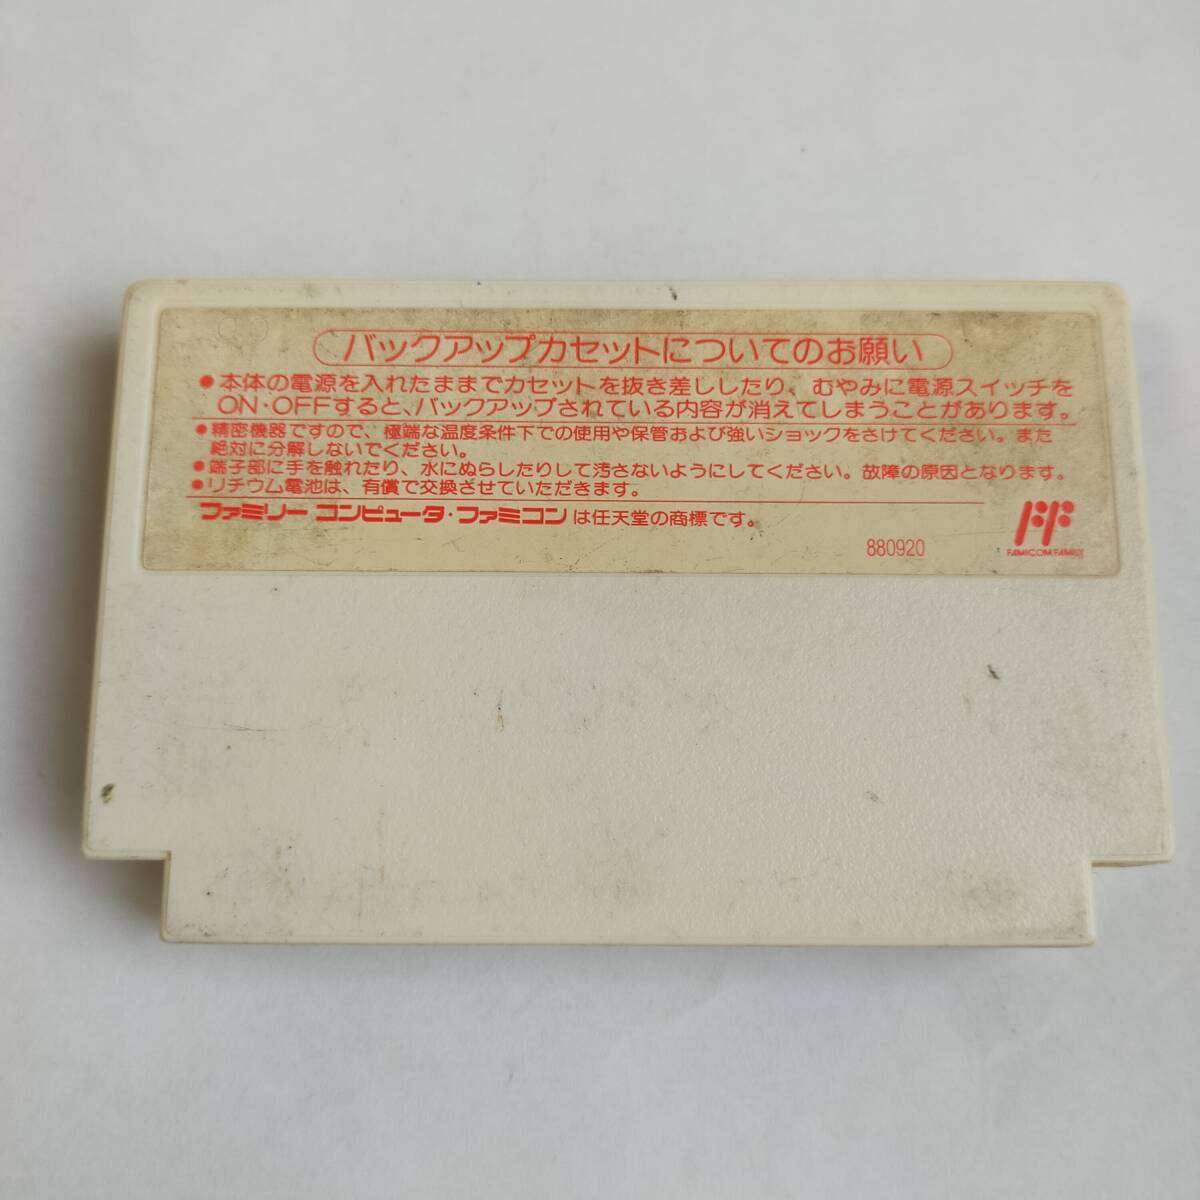 バックアップカセットについてのお願い
●本体の電源を入れたままでカセットを抜き差ししたり、むやみに電源スイッチを
ON・OFFすると、バックアップされている内容が消えてしまうことがあります。
●精密機器ですので、極端な温度条件下での使用や保管および強いショックをさけてください。また
絶対に分解しないでください。
●端子部に手を触れたり、水にぬらしたりして汚さないようにしてください。故障の原因となります。
●リチウム電池は、有償で交換させていただきます。
ファミリーコンピュータ・ファミコンは任天堂の商標です。
FF
FAMICOM FAMILY
880920